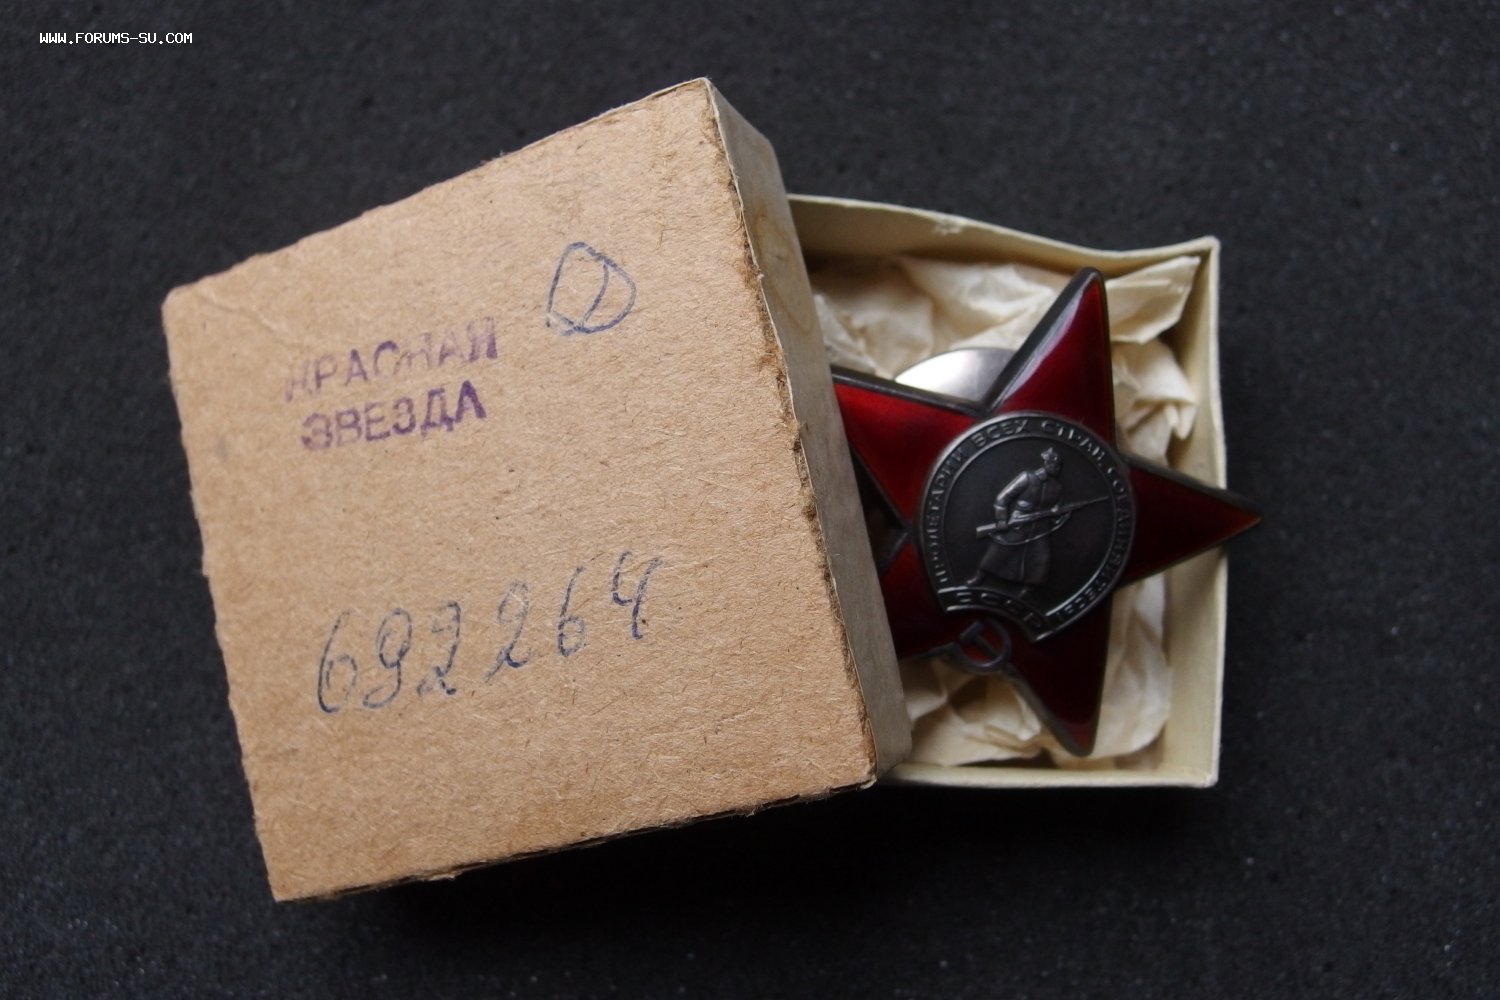 WWW.FORUMS-SU.COM
КРАСНАЯ
ЗВЕЗДА
692264
ПРОЛЕТАРИИ ВСЕХ СТРАН, СОЕДИНЯЙТЕСЬ!
СССР